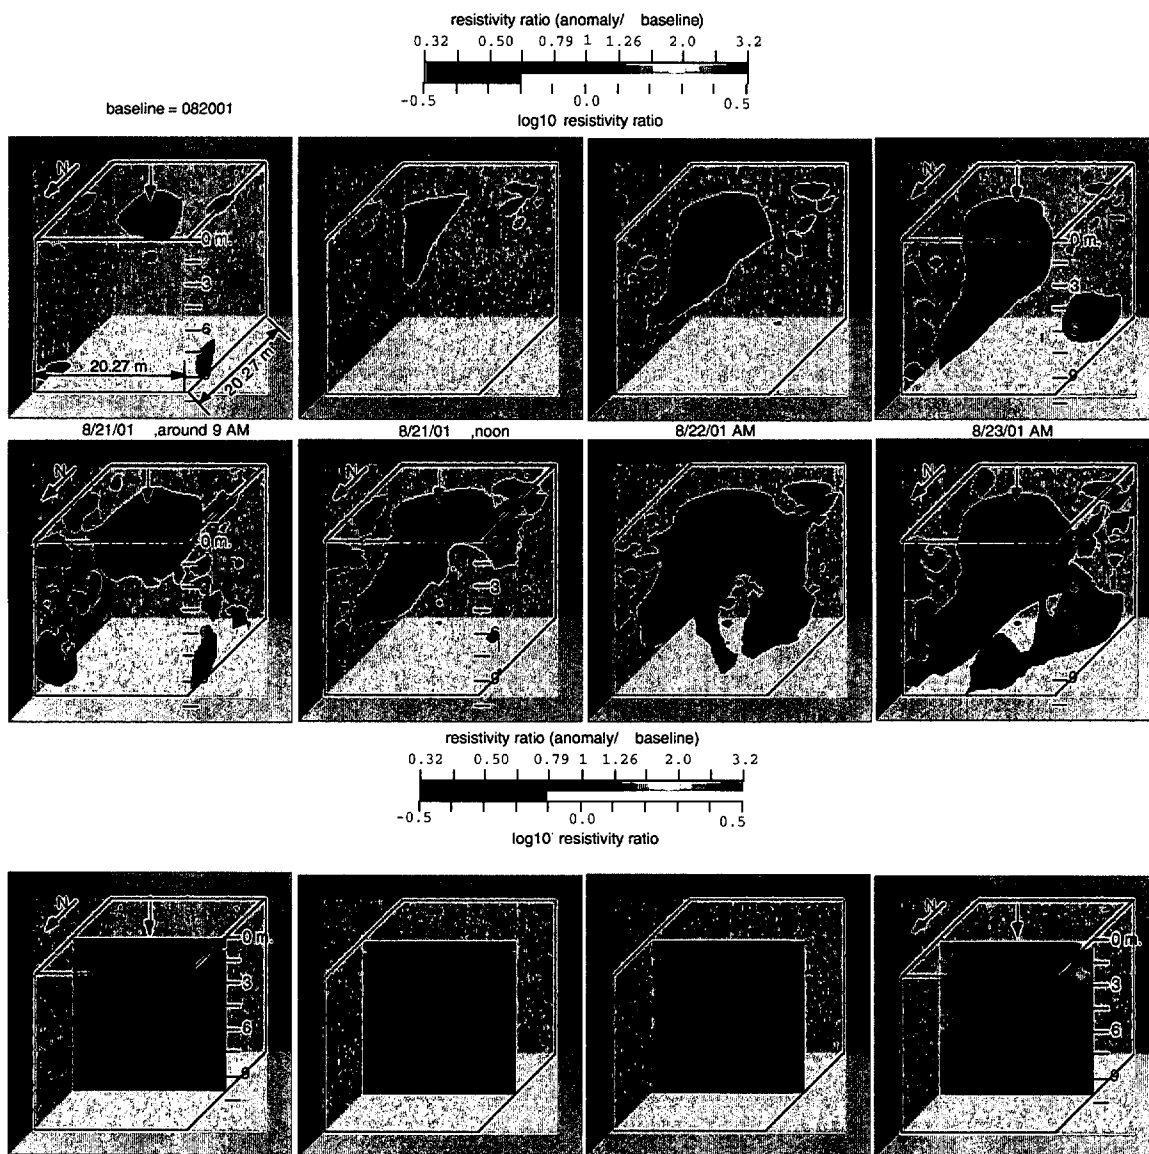 resistivity ratio (anomaly/ baseline)
0.32 0.50 0.79 1 1.26 2.0 3.2
-0.5 0.0 0.5
log10 resistivity ratio
baseline = 082001
N
0 m.
3
6
20.27 m
20.27 m
N
0 m.
3
9
8/21/01 ,around 9 AM
8/21/01 ,noon
8/22/01 AM
8/23/01 AM
N
0 m.
N
3
6
9
N
9
resistivity ratio (anomaly/ baseline)
0.32 0.50 0.79 1 1.26 2.0 3.2
-0.5 0.0 0.5
log10 resistivity ratio
N
0 m.
3
6
9
N
0 m.
3
6
9